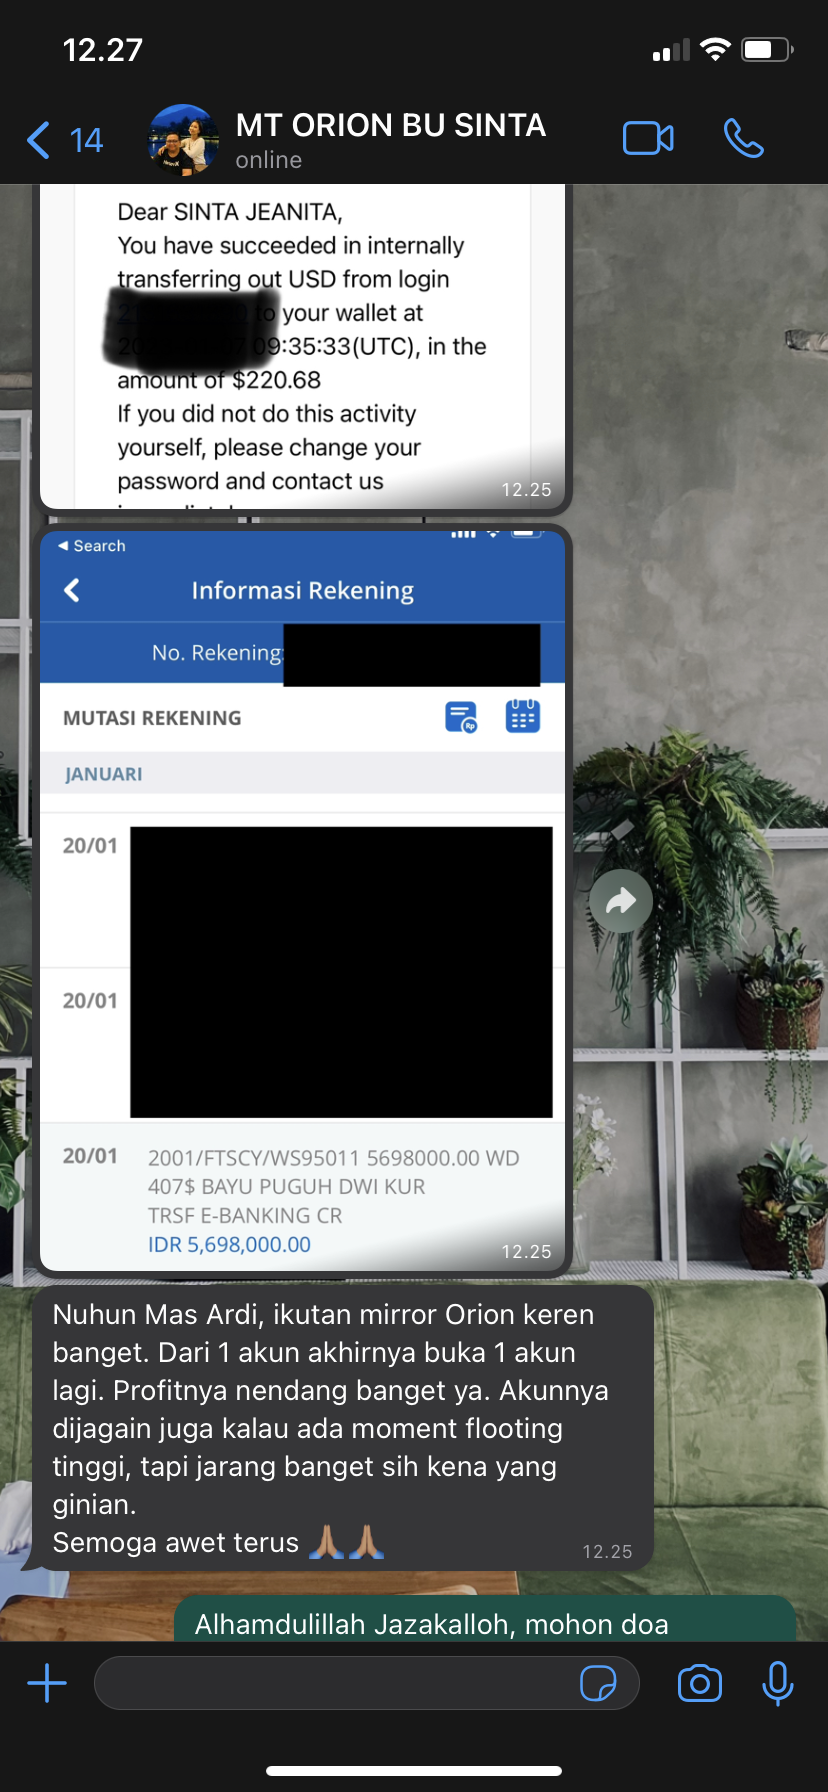 12.27
14
MT ORION BU SINTA
online
Dear SINTA JEANITA,
You have succeeded in internally
transferring out USD from login
to your wallet at
09:35:33(UTC), in the
amount of $220.68
If you did not do this activity
yourself, please change your
password and contact us
12.25
Search
Informasi Rekening
No. Rekening:
MUTASI REKENING
Rp
JANUARI
20/01
20/01
20/01
2001/FTSCY/WS95011 5698000.00 WD
407$ BAYU PUGUH DWI KUR
TRSF E-BANKING CR
IDR 5,698,000.00
12.25
Nuhun Mas Ardi, ikutan mirror Orion keren
banget. Dari 1 akun akhirnya buka 1 akun
lagi. Profitnya nendang banget ya. Akunnya
dijagain juga kalau ada moment flooting
tinggi, tapi jarang banget sih kena yang
ginian.
Semoga awet terus 🙏🏽🙏🏽
12.25
Alhamdulillah Jazakalloh, mohon doa